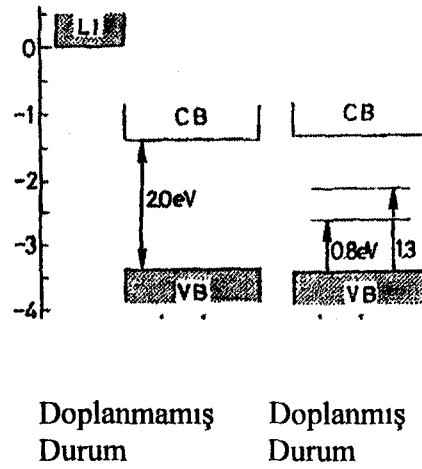 LI
0
-1
-2
-3
-4
CB
2.0eV
VB
CB
0.8eV
1.3
VB
Doplanmamış
Durum
Doplanmış
Durum